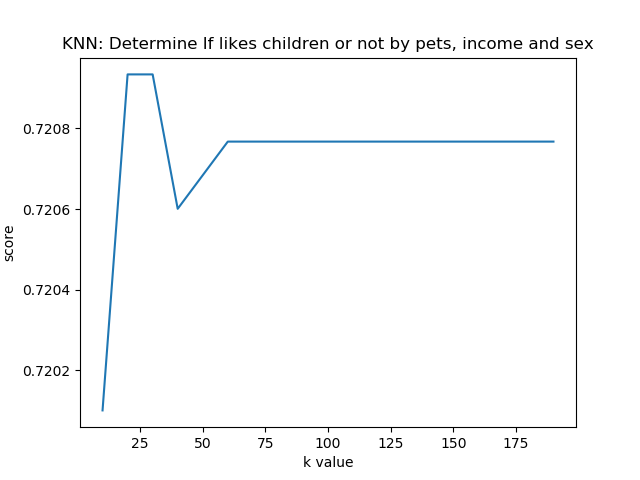 KNN: Determine If likes children or not by pets, income and sex
0.7208
0.7206
0.7204
0.7202
score
25 50 75 100 125 150 175
k value